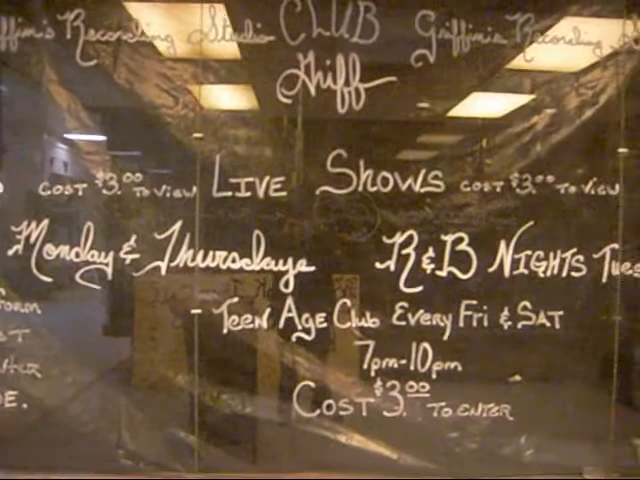 Griffin's Recording Studio CLUB Griffin's Recording
Griff
COST $3.00 TO VIEW LIVE SHOWS COST $3.00 TO VIEW
Monday & Thursdays R&B NIGHTS Tues
TEEN AGE Club EVERY FRI & SAT
7pm-10pm
COST $3.00 TO ENTER